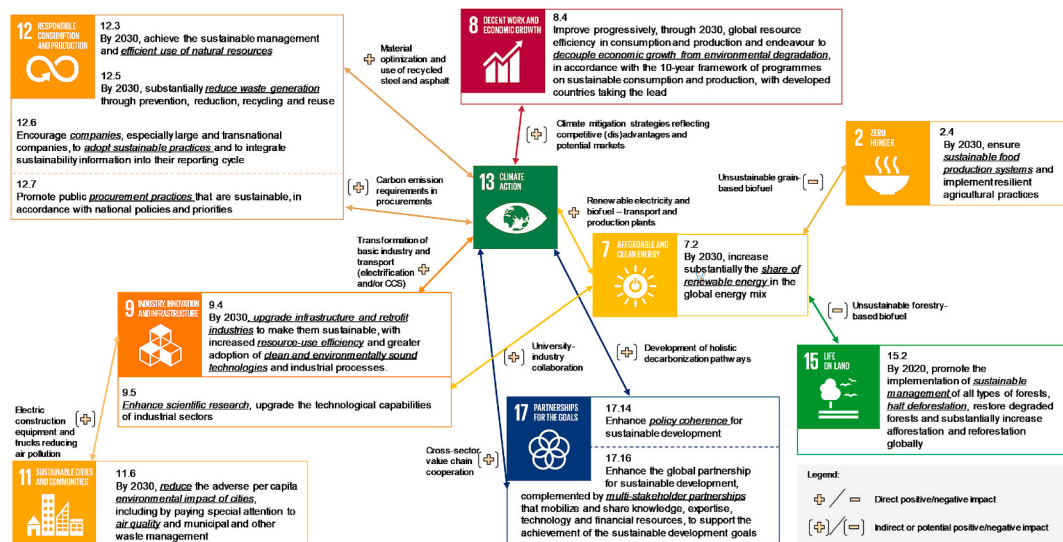 12 RESPONSIBLE
CONSUMPTION
AND PRODUCTION
12.3
By 2030, achieve the sustainable management
and efficient use of natural resources
12.5
By 2030, substantially reduce waste generation
through prevention, reduction, recycling and reuse
12.6
Encourage companies, especially large and transnational
companies, to adopt sustainable practices and to integrate
sustainability information into their reporting cycle
12.7
Promote public procurement practices that are sustainable, in
accordance with national policies and priorities
+ Material
optimization and
use of recycled
steel and asphalt
(+) Carbon emission
requirements in
procurements
8 DECENT WORK AND
ECONOMIC GROWTH
8.4
Improve progressively, through 2030, global resource
efficiency in consumption and production and endeavour to
decouple economic growth from environmental degradation,
in accordance with the 10-year framework of programmes
on sustainable consumption and production, with developed
countries taking the lead
(+) Climate mitigation strategies reflecting
competitive (dis)advantages and
potential markets
13 CLIMATE
ACTION
+ Renewable electricity and
biofuel – transport and
production plants
Unsustainable grain-
based biofuel (-)
2 ZERO
HUNGER
2.4
By 2030, ensure
sustainable food
production systems and
implement resilient
agricultural practices
7 AFFORDABLE AND
CLEAN ENERGY
7.2
By 2030, increase
substantially the share of
renewable energy in the
global energy mix
(-) Unsustainable forestry-
based biofuel
15 LIFE
ON LAND
15.2
By 2020, promote the
implementation of sustainable
management of all types of forests,
halt deforestation, restore degraded
forests and substantially increase
afforestation and reforestation
globally
Transformation of
basic industry and
transport
(electrification
and/or CCS) +
9 INDUSTRY, INNOVATION
AND INFRASTRUCTURE
9.4
By 2030, upgrade infrastructure and retrofit
industries to make them sustainable, with
increased resource-use efficiency and greater
adoption of clean and environmentally sound
technologies and industrial processes.
9.5
Enhance scientific research, upgrade the technological capabilities
of industrial sectors
(+) University-
industry
collaboration
(+) Development of holistic
decarbonization pathways
Electric
construction
equipment and
trucks reducing
air pollution (+)
11 SUSTAINABLE CITIES
AND COMMUNITIES
11.6
By 2030, reduce the adverse per capita
environmental impact of cities,
including by paying special attention to
air quality and municipal and other
waste management
Cross-sector-
value chain
cooperation (+)
17 PARTNERSHIPS
FOR THE GOALS
17.14
Enhance policy coherence for
sustainable development
17.16
Enhance the global partnership
for sustainable development,
complemented by multi-stakeholder partnerships
that mobilize and share knowledge, expertise,
technology and financial resources, to support the
achievement of the sustainable development goals
Legend:
+ / - Direct positive/negative impact
(+) / (-) Indirect or potential positive/negative impact